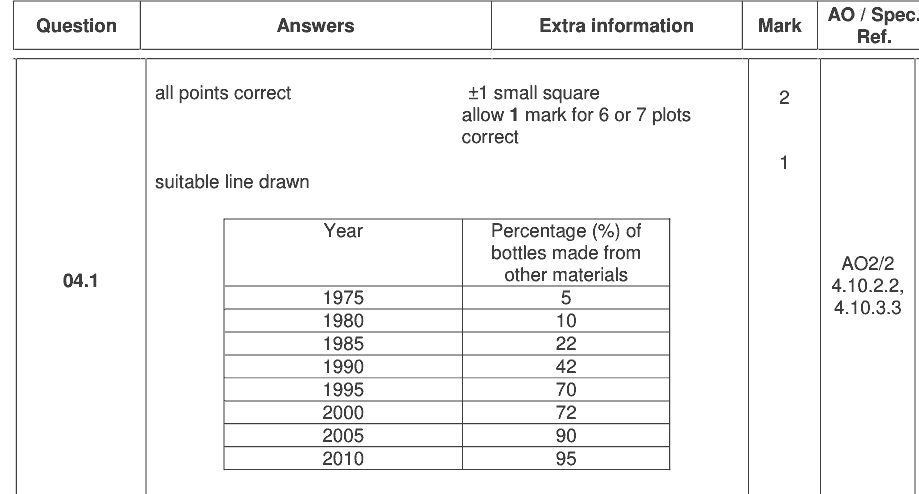 Question Answers Extra information Mark AO / Spec. Ref.
all points correct ±1 small square 2
allow 1 mark for 6 or 7 plots correct
1
suitable line drawn
04.1
Year Percentage (%) of bottles made from other materials
1975 5
1980 10
1985 22
1990 42
1995 70
2000 72
2005 90
2010 95
AO2/2
4.10.2.2,
4.10.3.3